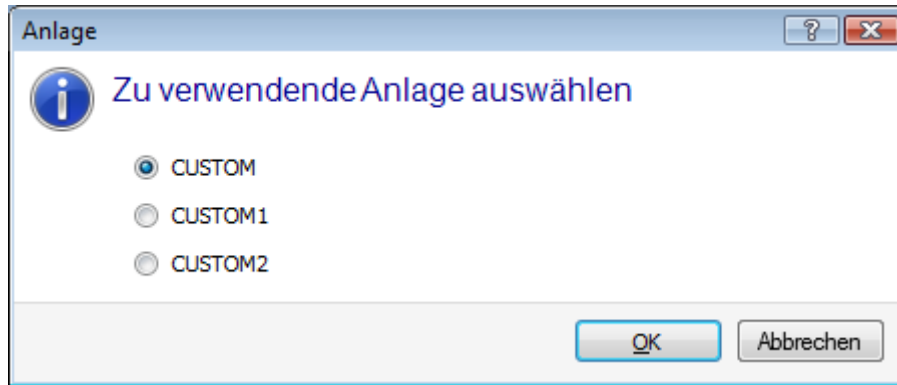 Anlage
Zu verwendende Anlage auswählen
CUSTOM
CUSTOM1
CUSTOM2
OK Abbrechen